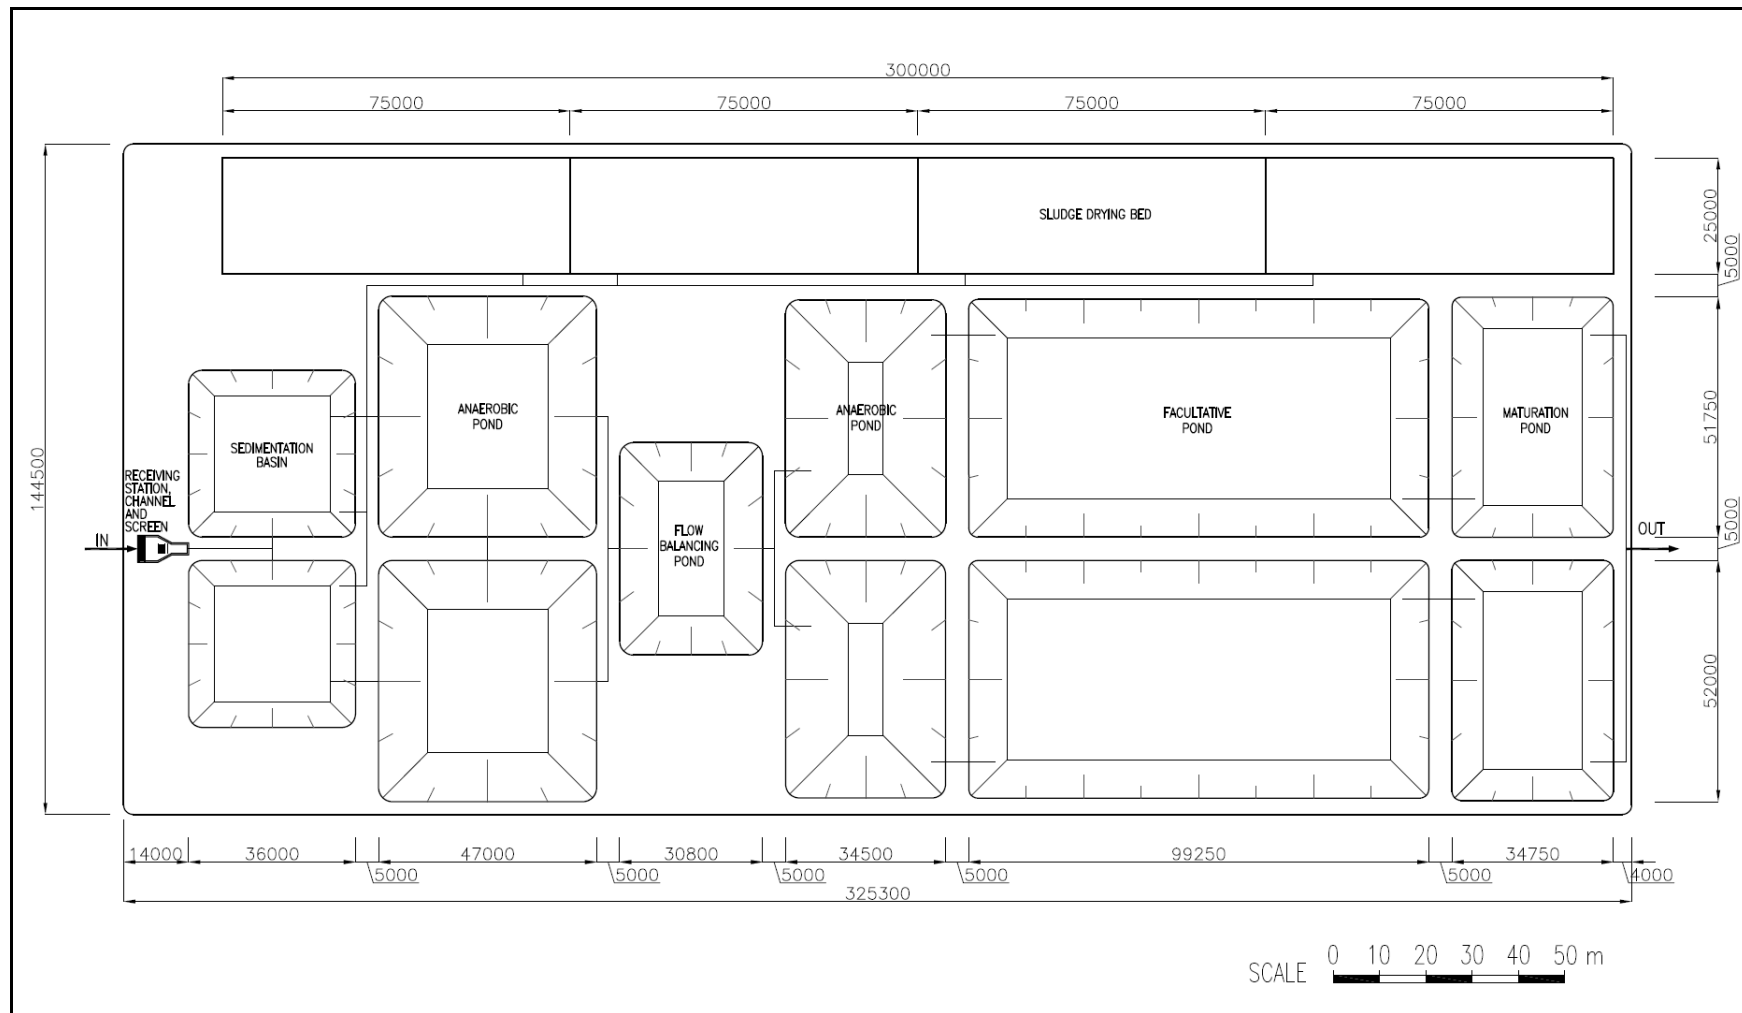 300000
75000
75000
75000
75000
SLUDGE DRYING BED
25000
5000
144500
51750
5000
52000
ANAEROBIC
POND
ANAEROBIC
POND
FACULTATIVE
POND
MATURATION
POND
SEDIMENTATION
BASIN
RECEIVING
STATION,
CHANNEL
AND
SCREEN
IN
FLOW
BALANCING
POND
OUT
14000
36000
5000
47000
5000
30800
5000
34500
5000
99250
5000
34750
4000
325300
SCALE
0 10 20 30 40 50 m